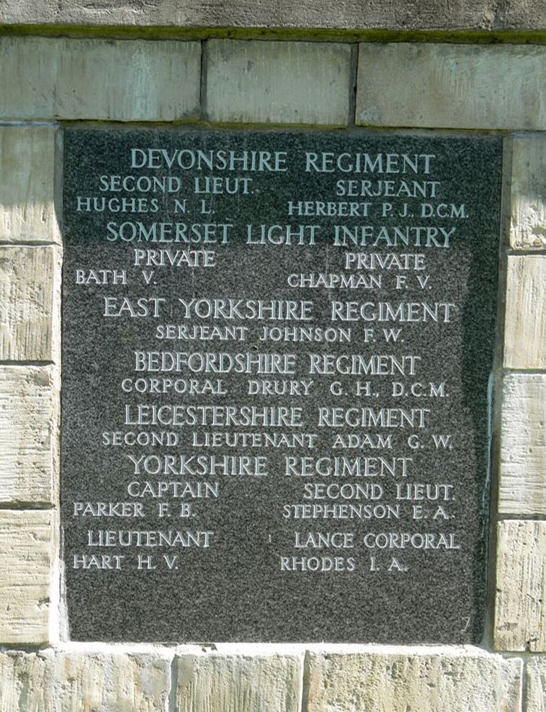 DEVONSHIRE REGIMENT
SECOND LIEUT. SERJEANT
HUGHES N. L. HERBERT P. J. D.C.M.
SOMERSET LIGHT INFANTRY
PRIVATE PRIVATE
BATH V. CHAPMAN F. V.
EAST YORKSHIRE REGIMENT
SERJEANT JOHNSON F. W.
BEDFORDSHIRE REGIMENT
CORPORAL DRURY G. H., D.C.M.
LEICESTERSHIRE REGIMENT
SECOND LIEUTENANT ADAM G. W.
YORKSHIRE REGIMENT
CAPTAIN SECOND LIEUT.
PARKER F. B. STEPHENSON E. A.
LIEUTENANT LANCE CORPORAL
HART H. V. RHODES I. A.
7